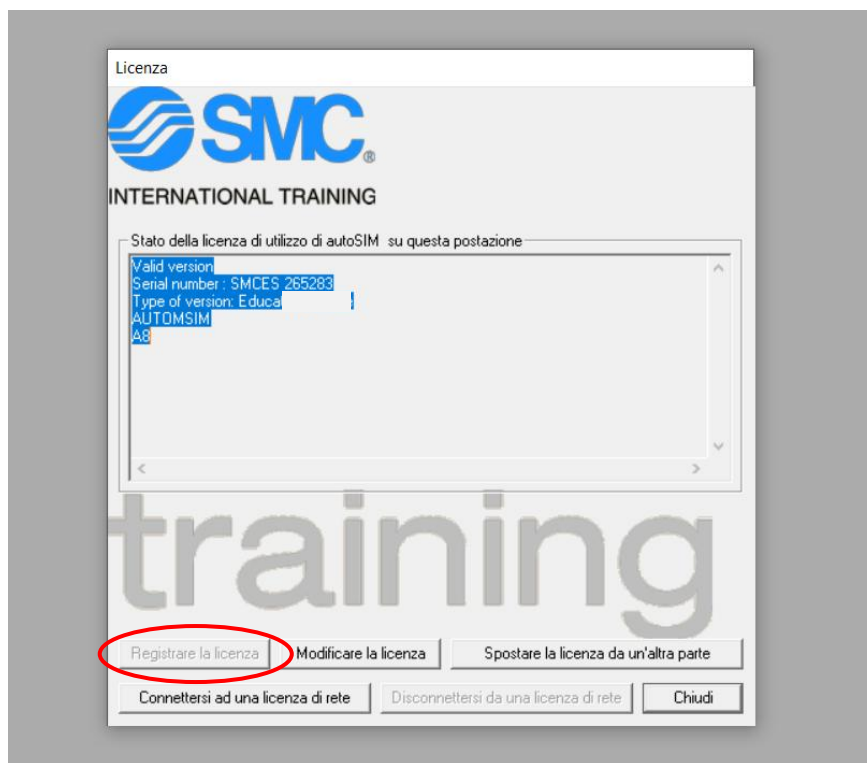 Licenza
SMC®
INTERNATIONAL TRAINING
Stato della licenza di utilizzo di autoSIM su questa postazione
Valid version
Serial number : SMCES 265283
Type of version: Educa
AUTOMSIM
A8
training
Registrare la licenza Modificare la licenza Spostare la licenza da un'altra parte
Connettersi ad una licenza di rete Disconnettersi da una licenza di rete Chiudi